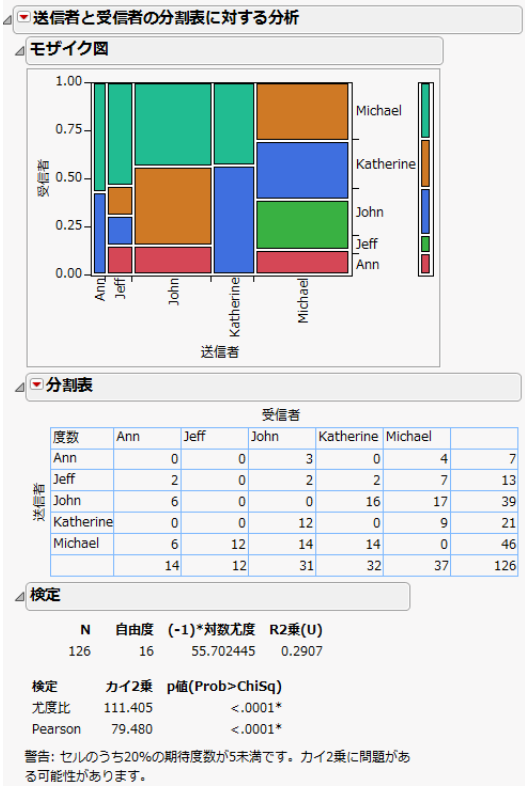 送信者と受信者の分割表に対する分析
モザイク図
1.00
0.75
0.50
0.25
0.00
受信者
Michael
Katherine
John
Jeff
Ann
Ann
Jeff
John
Katherine
Michael
送信者
分割表
受信者
送信者
度数 Ann Jeff John Katherine Michael
Ann 0 0 3 0 4 7
Jeff 2 0 2 2 7 13
John 6 0 0 16 17 39
Katherine 0 0 12 0 9 21
Michael 6 12 14 14 0 46
14 12 31 32 37 126
検定
N 自由度 (-1)*対数尤度 R2乗(U)
126 16 55.702445 0.2907
検定 カイ2乗 p値(Prob>ChiSq)
尤度比 111.405 <.0001*
Pearson 79.480 <.0001*
警告: セルのうち20%の期待度数が5未満です。カイ2乗に問題があ
る可能性があります。